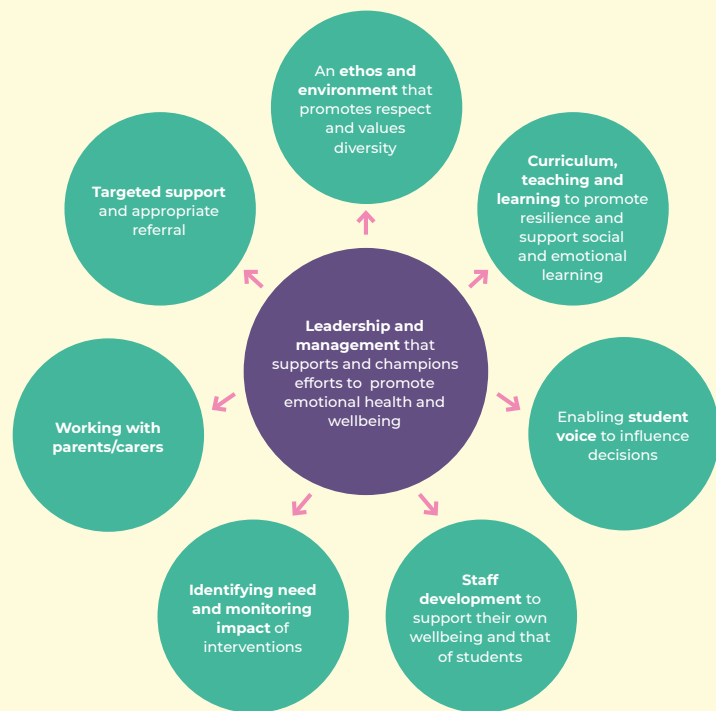 An ethos and
environment that
promotes respect
and values
diversity
Curriculum,
teaching and
learning to promote
resilience and
support social
and emotional
learning
Enabling student
voice to influence
decisions
Staff
development to
support their own
wellbeing and that
of students
Identifying need
and monitoring
impact of
interventions
Working with
parents/carers
Targeted support
and appropriate
referral
Leadership and
management that
supports and champions
efforts to promote
emotional health and
wellbeing